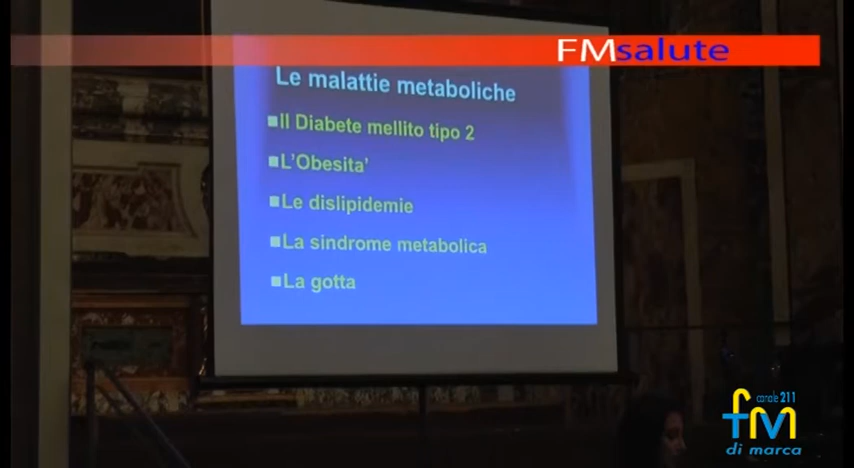 FMsalute
Le malattie metaboliche
Il Diabete mellito tipo 2
L'Obesita'
Le dislipidemie
La sindrome metabolica
La gotta
canale 211
fm
di marca